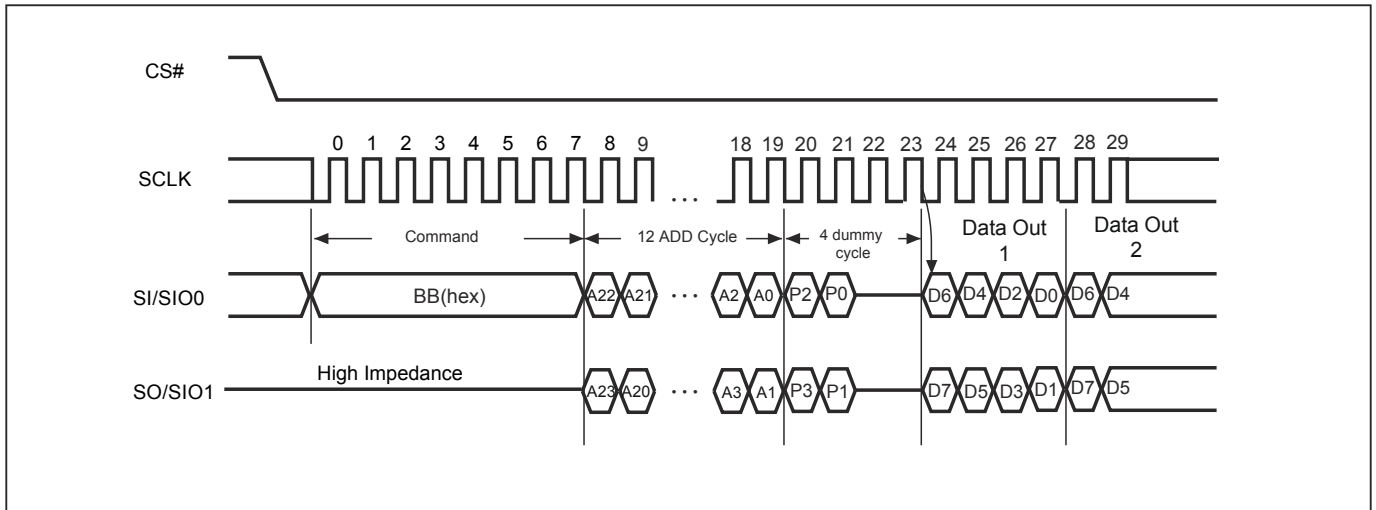 CS#
0 1 2 3 4 5 6 7 8 9 18 19 20 21 22 23 24 25 26 27 28 29
SCLK
...
Command
12 ADD Cycle
4 dummy
cycle
Data Out
1
Data Out
2
SI/SIO0
BB(hex)
A22 A21 ... A2 A0 P2 P0 D6 D4 D2 D0 D6 D4
SO/SIO1
High Impedance
A23 A20 ... A3 A1 P3 P1 D7 D5 D3 D1 D7 D5